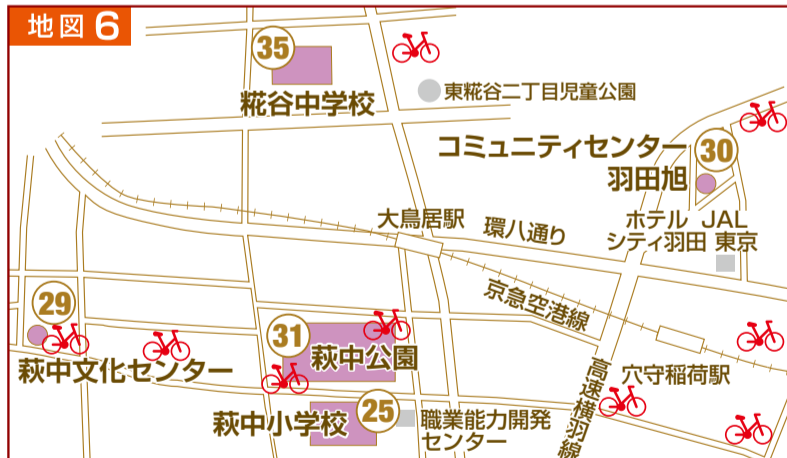 地図6
35
糀谷中学校
東糀谷二丁目児童公園
コミュニティセンター
羽田旭
30
大鳥居駅
環八通り
ホテル JAL
シティ羽田 東京
京急空港線
29
萩中文化センター
31
萩中公園
高速横羽線
穴守稲荷駅
萩中小学校
25
職業能力開発
センター